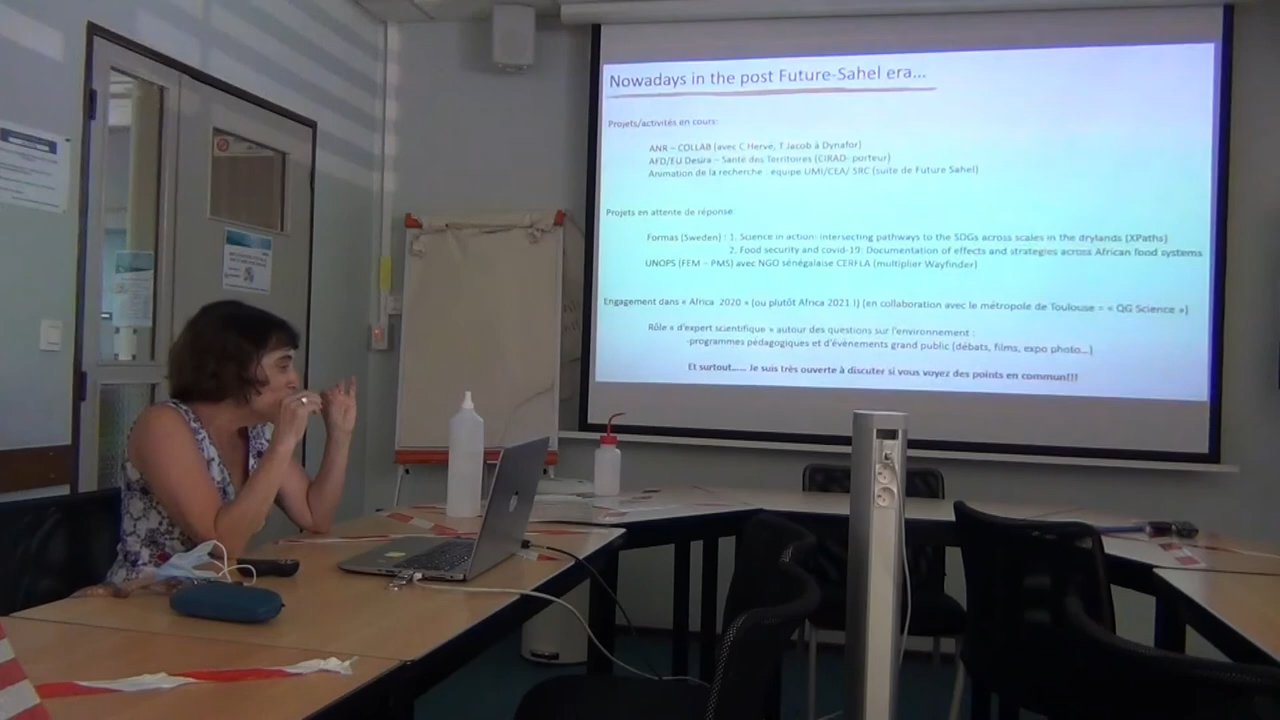 Nowadays in the post Future-Sahel era...
Projets/activités en cours:
ANR – COLLAB (avec C Hervé, T Jacob à Dynafor)
AFD/EU Desira – Santé des Territoires (CIRAD- porteur)
Animation de la recherche : équipe UMI/CEA/ SRC (suite de Future Sahel)
Projets en attente de réponse:
Formas (Sweden) : 1. Science in action: intersecting pathways to the SDGs across scales in the drylands (XPaths)
2. Food security and covid-19: Documentation of effects and strategies across African food systems
UNOPS (FEM – PMS) avec NGO sénégalaise CERFLA (multiplier Wayfinder)
Engagement dans « Africa 2020 » (ou plutôt Africa 2021 !) (en collaboration avec le métropole de Toulouse = « QG Science »)
Rôle « d'expert scientifique » autour des questions sur l'environnement :
-programmes pédagogiques et d'évènements grand public (débats, films, expo photo...)
Et surtout...... Je suis très ouverte à discuter si vous voyez des points en commun!!!